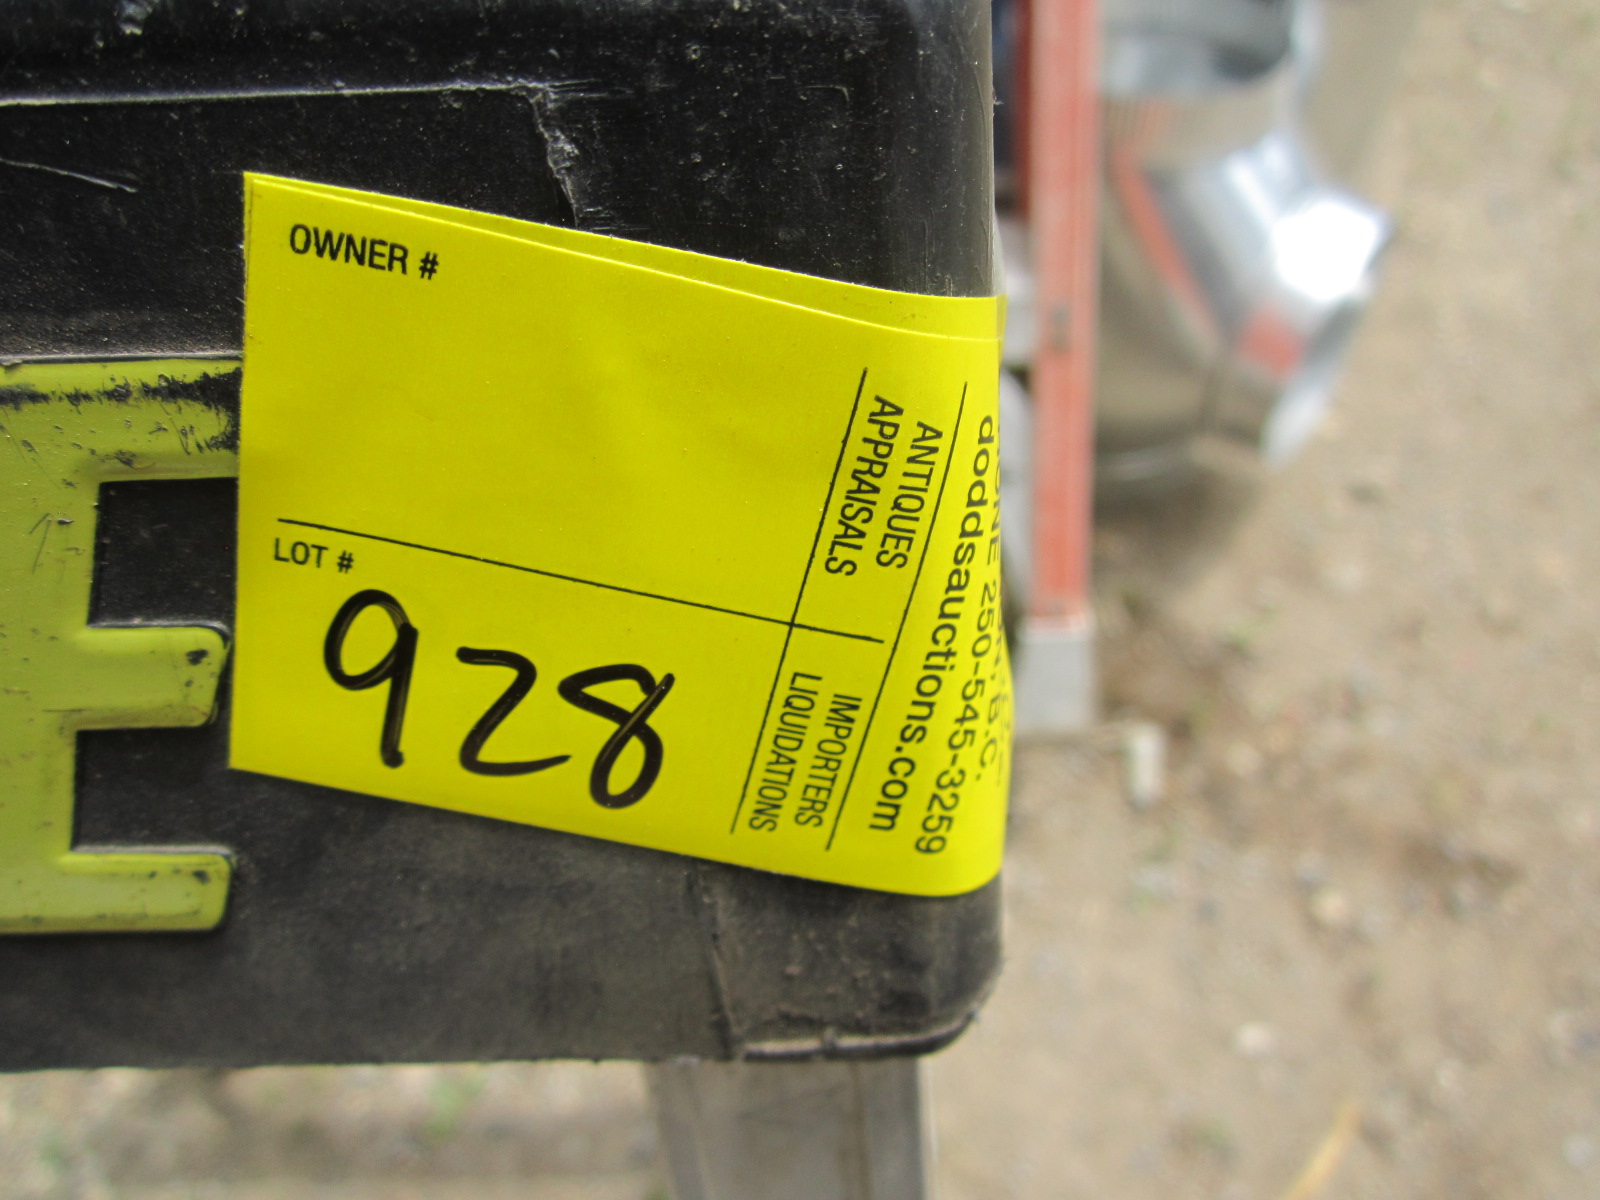 OWNER #
LOT #
928
ANTIQUES
APPRAISALS
IMPORTERS
LIQUIDATIONS
doddsauctions.com
250-545-3259
B.C.
E